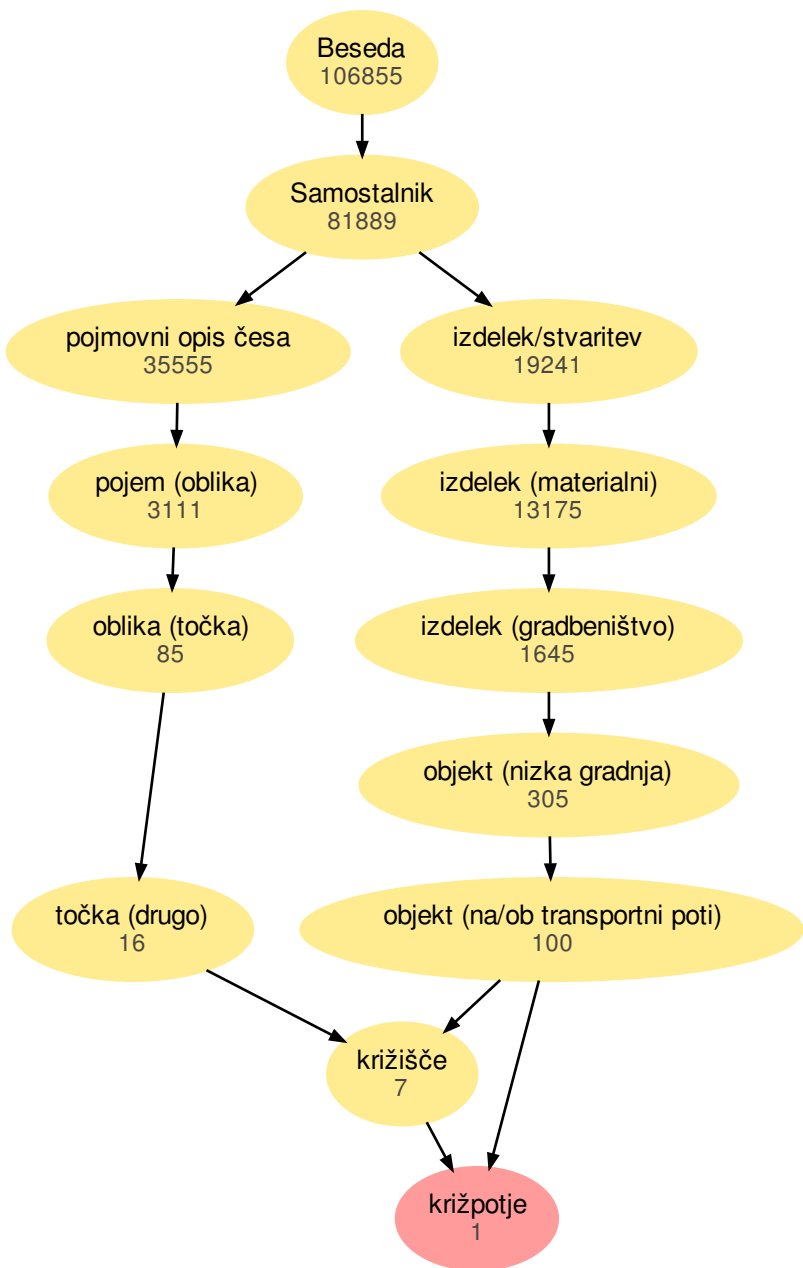 Beseda
106855
Samostalnik
81889
pojmovni opis česa
35555
izdelek/stvaritev
19241
pojem (oblika)
3111
izdelek (materialni)
13175
oblika (točka)
85
izdelek (gradbeništvo)
1645
objekt (nizka gradnja)
305
točka (drugo)
16
objekt (na/ob transportni poti)
100
križišče
7
križpotje
1